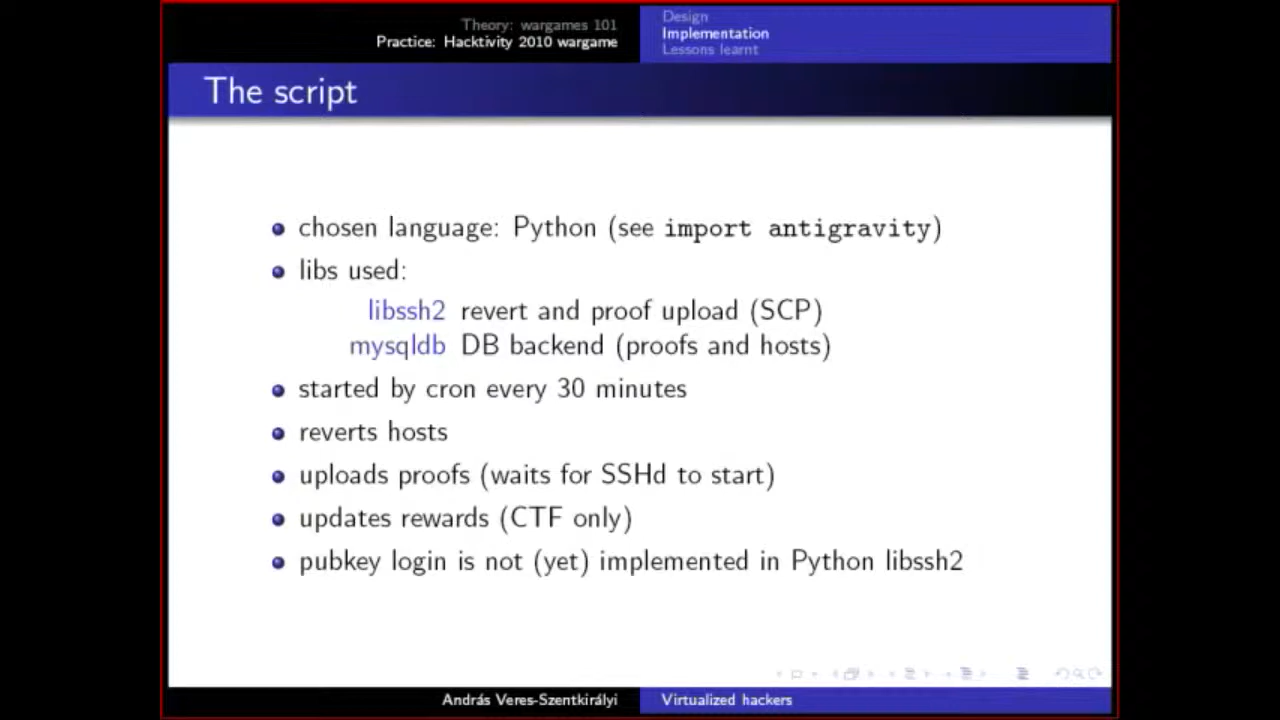 Theory: wargames 101
Practice: Hacktivity 2010 wargame
Design
Implementation
Lessons learnt
The script
chosen language: Python (see import antigravity)
libs used:
libssh2 revert and proof upload (SCP)
mysqldb DB backend (proofs and hosts)
started by cron every 30 minutes
reverts hosts
uploads proofs (waits for SSHd to start)
updates rewards (CTF only)
pubkey login is not (yet) implemented in Python libssh2
András Veres-Szentkirályi
Virtualized hackers